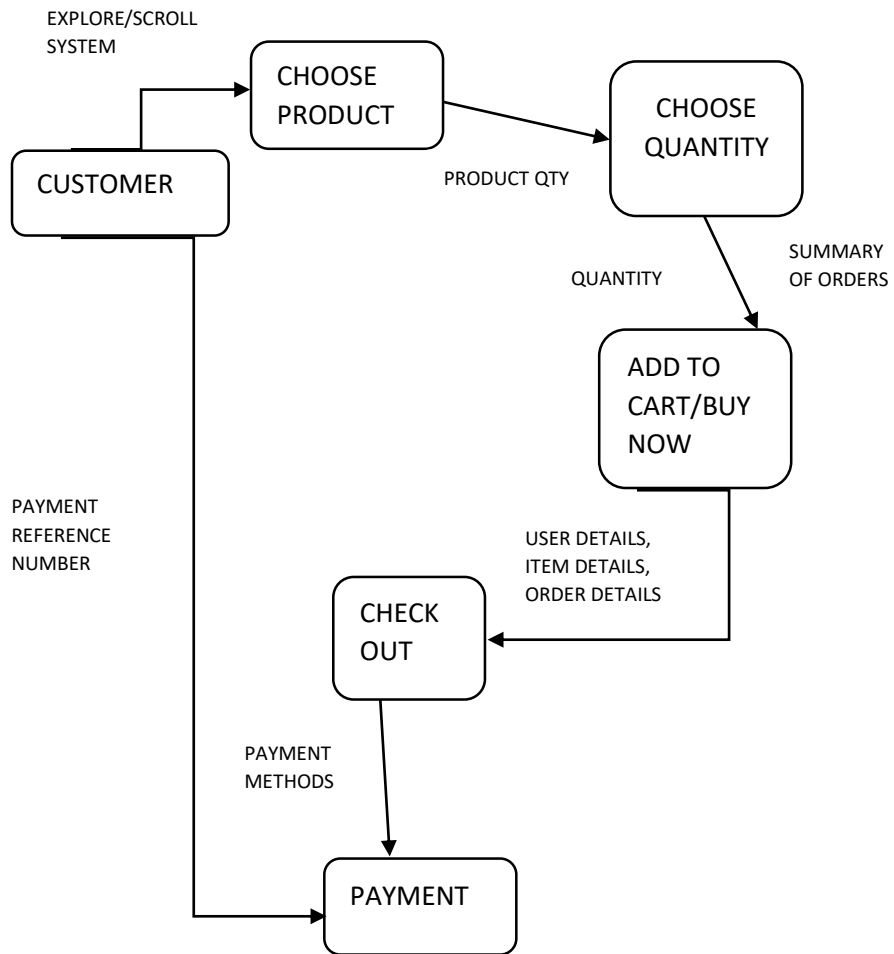 EXPLORE/SCROLL
SYSTEM
CHOOSE
PRODUCT
CHOOSE
QUANTITY
CUSTOMER
PRODUCT QTY
SUMMARY
OF ORDERS
QUANTITY
ADD TO
CART/BUY
NOW
PAYMENT
REFERENCE
NUMBER
USER DETAILS,
ITEM DETAILS,
ORDER DETAILS
CHECK
OUT
PAYMENT
METHODS
PAYMENT